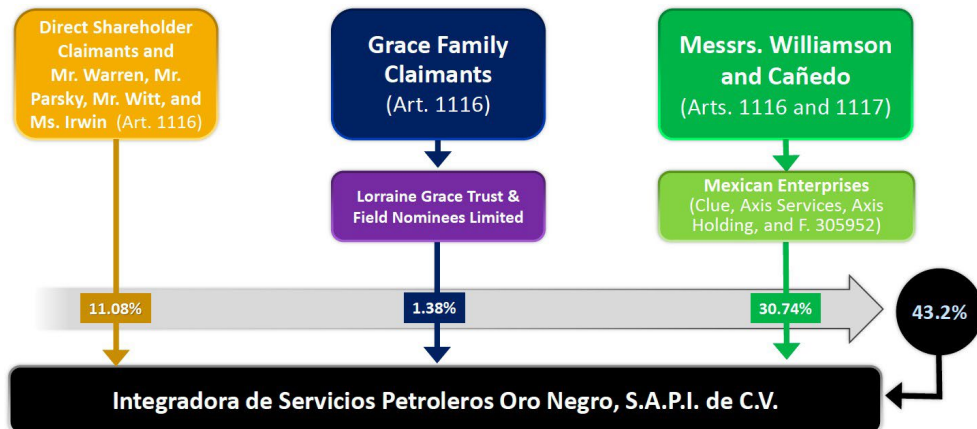 Direct Shareholder
Claimants and
Mr. Warren, Mr.
Parsky, Mr. Witt, and
Ms. Irwin (Art. 1116)
Grace Family
Claimants
(Art. 1116)
Messrs. Williamson
and Cañedo
(Arts. 1116 and 1117)
Lorraine Grace Trust &
Field Nominees Limited
Mexican Enterprises
(Clue, Axis Services, Axis
Holding, and F. 305952)
11.08%
1.38%
30.74%
43.2%
Integradora de Servicios Petroleros Oro Negro, S.A.P.I. de C.V.